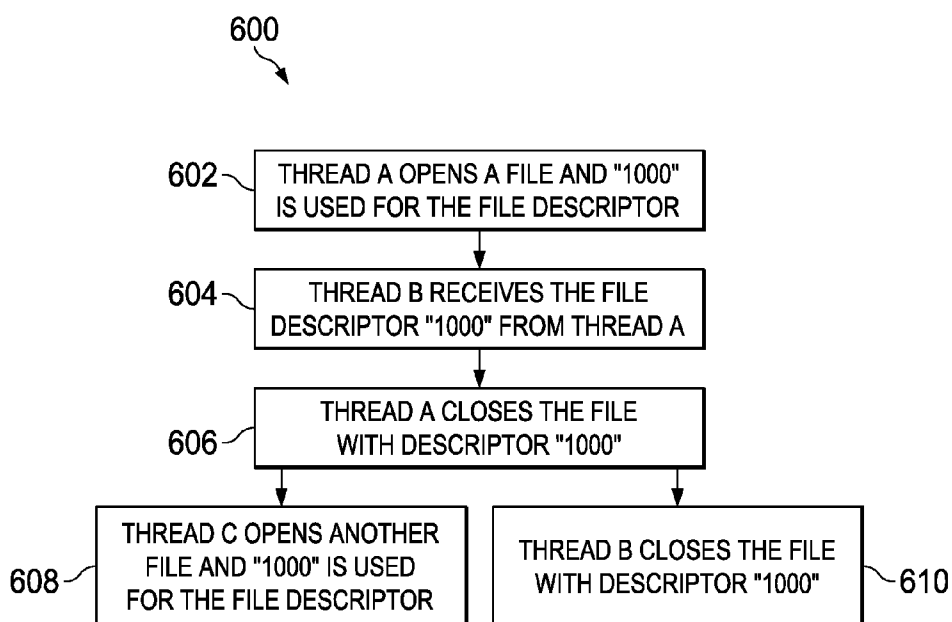 600
602
THREAD A OPENS A FILE AND "1000"
IS USED FOR THE FILE DESCRIPTOR
604
THREAD B RECEIVES THE FILE
DESCRIPTOR "1000" FROM THREAD A
606
THREAD A CLOSES THE FILE
WITH DESCRIPTOR "1000"
608
THREAD C OPENS ANOTHER
FILE AND "1000" IS USED
FOR THE FILE DESCRIPTOR
THREAD B CLOSES THE FILE
WITH DESCRIPTOR "1000"
610